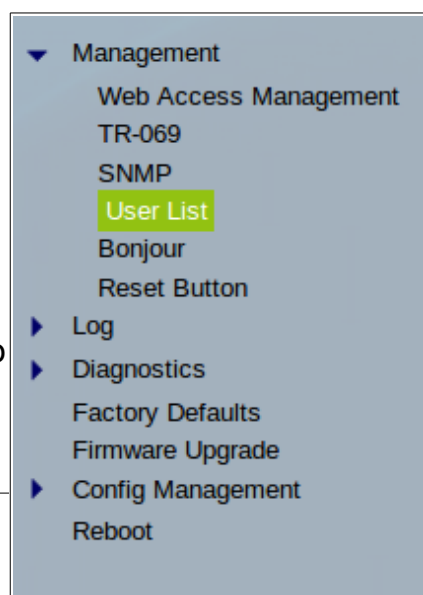 Management
Web Access Management
TR-069
SNMP
User List
Bonjour
Reset Button
Log
Diagnostics
Factory Defaults
Firmware Upgrade
Config Management
Reboot